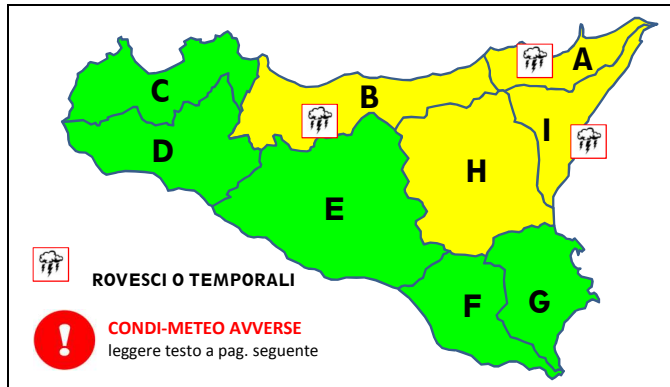 A
B
C
I
D
H
E
ROVESCI O TEMPORALI
F
G
CONDI-METEO AVVERSE
leggere testo a pag. seguente